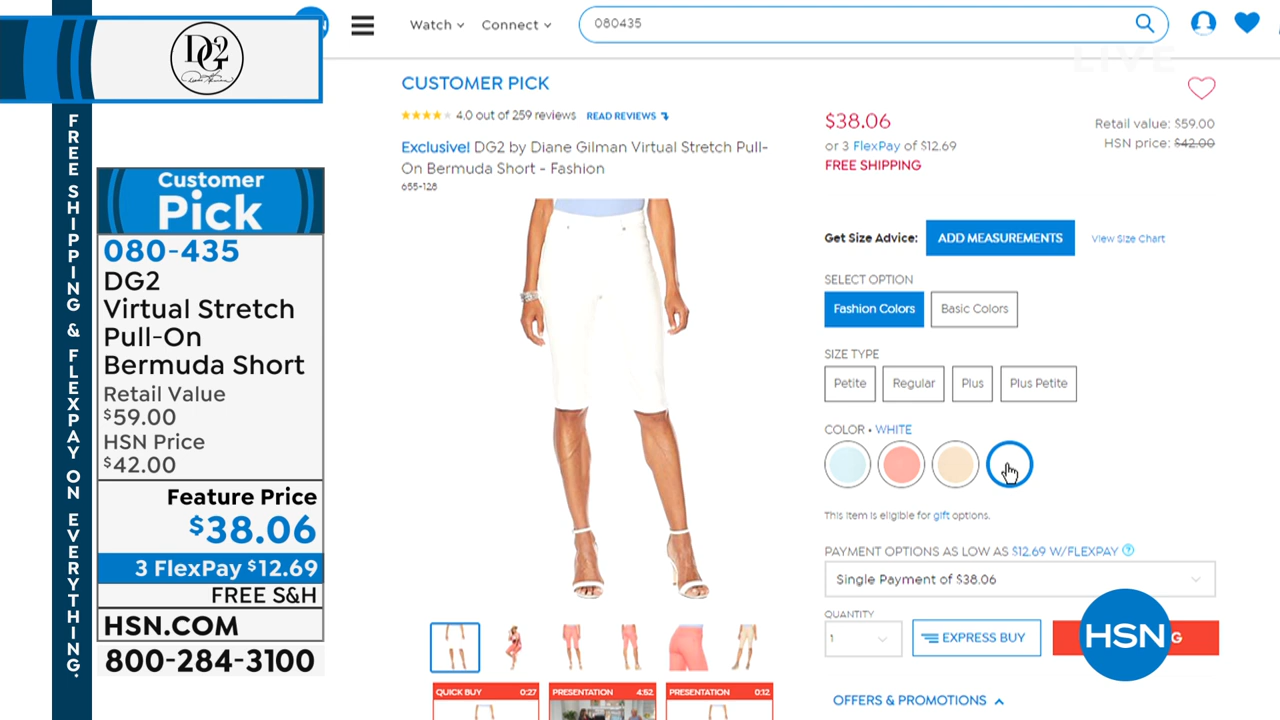 DG2
FREE SHIPPING & FLEXPAY ON EVERYTHING.
Customer
Pick
080-435
DG2
Virtual Stretch
Pull-On
Bermuda Short
Retail Value
$59.00
HSN Price
$42.00
Feature Price
$38.06
3 FlexPay $12.69
FREE S&H
HSN.COM
800-284-3100
Watch
Connect
080435
LIVE
CUSTOMER PICK
4.0 out of 259 reviews READ REVIEWS
Exclusive! DG2 by Diane Gilman Virtual Stretch Pull-
On Bermuda Short - Fashion
655-128
$38.06
or 3 FlexPay of $12.69
FREE SHIPPING
Retail value: $59.00
HSN price: $42.00
Get Size Advice: ADD MEASUREMENTS View Size Chart
SELECT OPTION
Fashion Colors Basic Colors
SIZE TYPE
Petite Regular Plus Plus Petite
COLOR • WHITE
This item is eligible for gift options.
PAYMENT OPTIONS AS LOW AS $12.69 W/FLEXPAY ?
Single Payment of $38.06
QUANTITY
1 EXPRESS BUY
HSN
G
OFFERS & PROMOTIONS
QUICK BUY 0:27
PRESENTATION 4:52
PRESENTATION 0:12